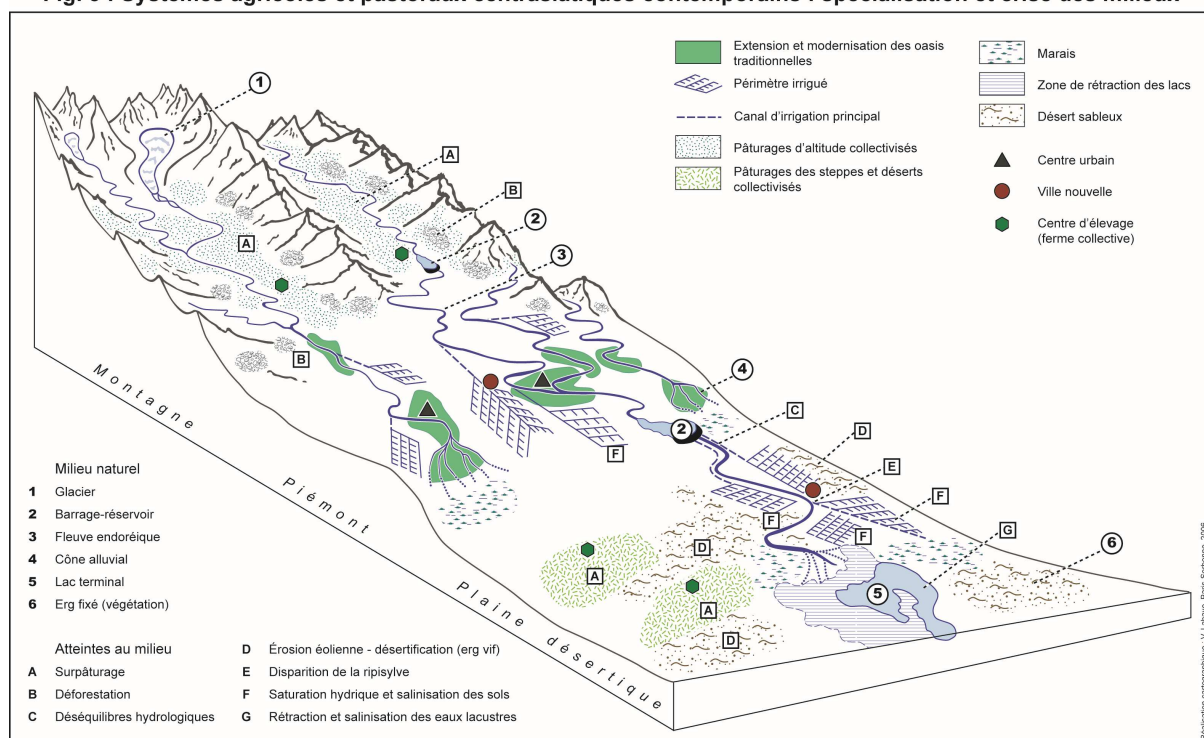 Systèmes agricoles et pastoraux centrasiatiques contemporains : spécialisation et crise des milieux
Extension et modernisation des oasis
traditionnelles
Périmètre irrigué
Canal d'irrigation principal
Pâturages d'altitude collectivisés
Pâturages des steppes et déserts
collectivisés
Marais
Zone de rétraction des lacs
Désert sableux
Centre urbain
Ville nouvelle
Centre d'élevage
(ferme collective)
1
A
B
2
3
A
B
4
2
C
D
E
F
F
F
F
G
6
5
D
A
A
D
Montagne
Piémont
Plaine désertique
Milieu naturel
1 Glacier
2 Barrage-réservoir
3 Fleuve endoréique
4 Cône alluvial
5 Lac terminal
6 Erg fixé (végétation)
Atteintes au milieu
A Surpâturage
B Déforestation
C Déséquilibres hydrologiques
D Érosion éolienne - désertification (erg vif)
E Disparition de la ripisylve
F Saturation hydrique et salinisation des sols
G Rétraction et salinisation des eaux lacustres
Réalisation cartographique : V. Paris-Sorbonne, 2006